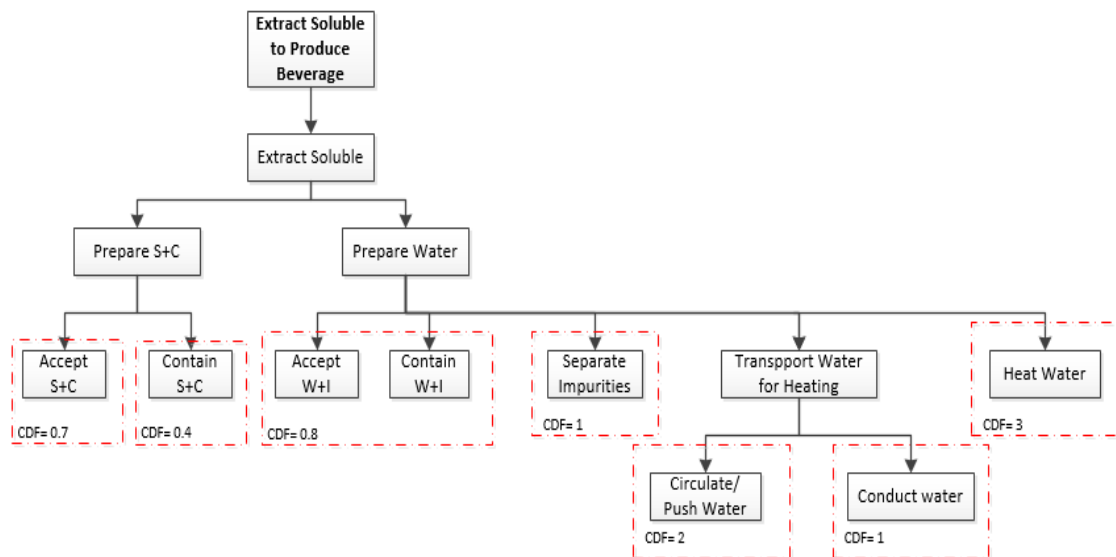 Extract Soluble
to Produce
Beverage
Extract Soluble
Prepare S+C
Prepare Water
Accept
S+C
Contain
S+C
Accept
W+I
Contain
W+I
Separate
Impurities
Transpport Water
for Heating
Heat Water
CDF= 0.7
CDF= 0.4
CDF= 0.8
CDF= 1
CDF= 3
Circulate/
Push Water
Conduct water
CDF= 2
CDF= 1